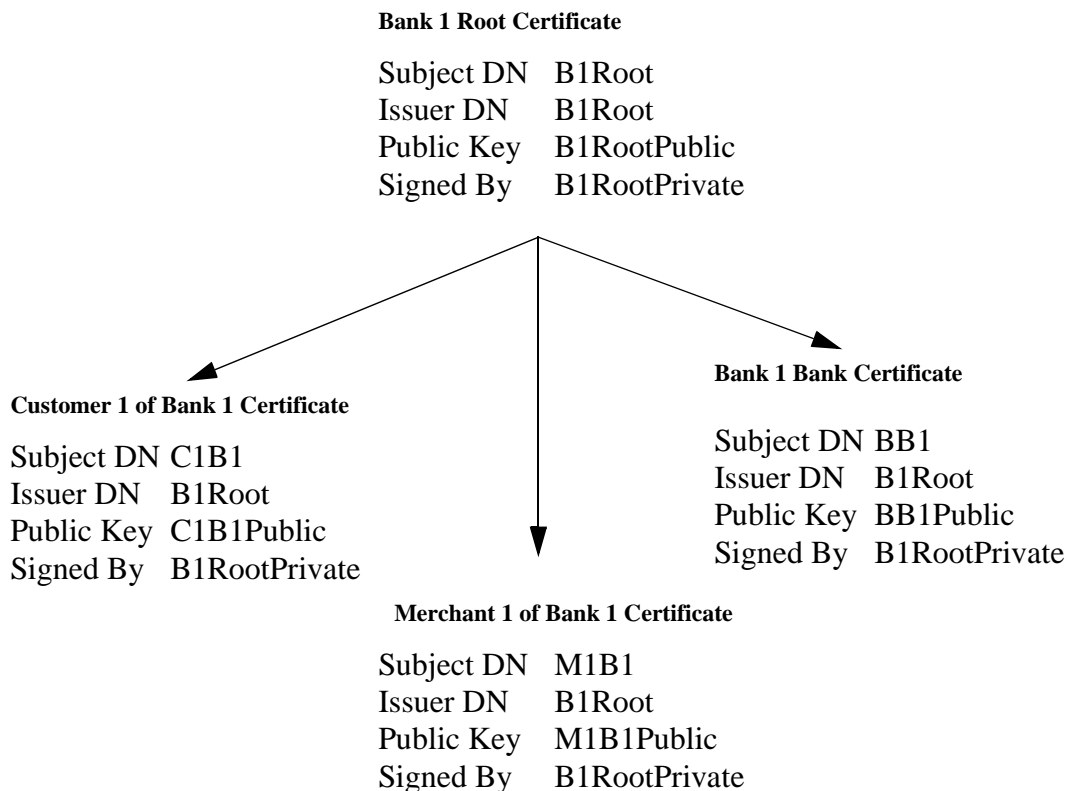 Bank 1 Root Certificate
Subject DN B1Root
Issuer DN B1Root
Public Key B1RootPublic
Signed By B1RootPrivate
Customer 1 of Bank 1 Certificate
Subject DN C1B1
Issuer DN B1Root
Public Key C1B1Public
Signed By B1RootPrivate
Bank 1 Bank Certificate
Subject DN BB1
Issuer DN B1Root
Public Key BB1Public
Signed By B1RootPrivate
Merchant 1 of Bank 1 Certificate
Subject DN M1B1
Issuer DN B1Root
Public Key M1B1Public
Signed By B1RootPrivate